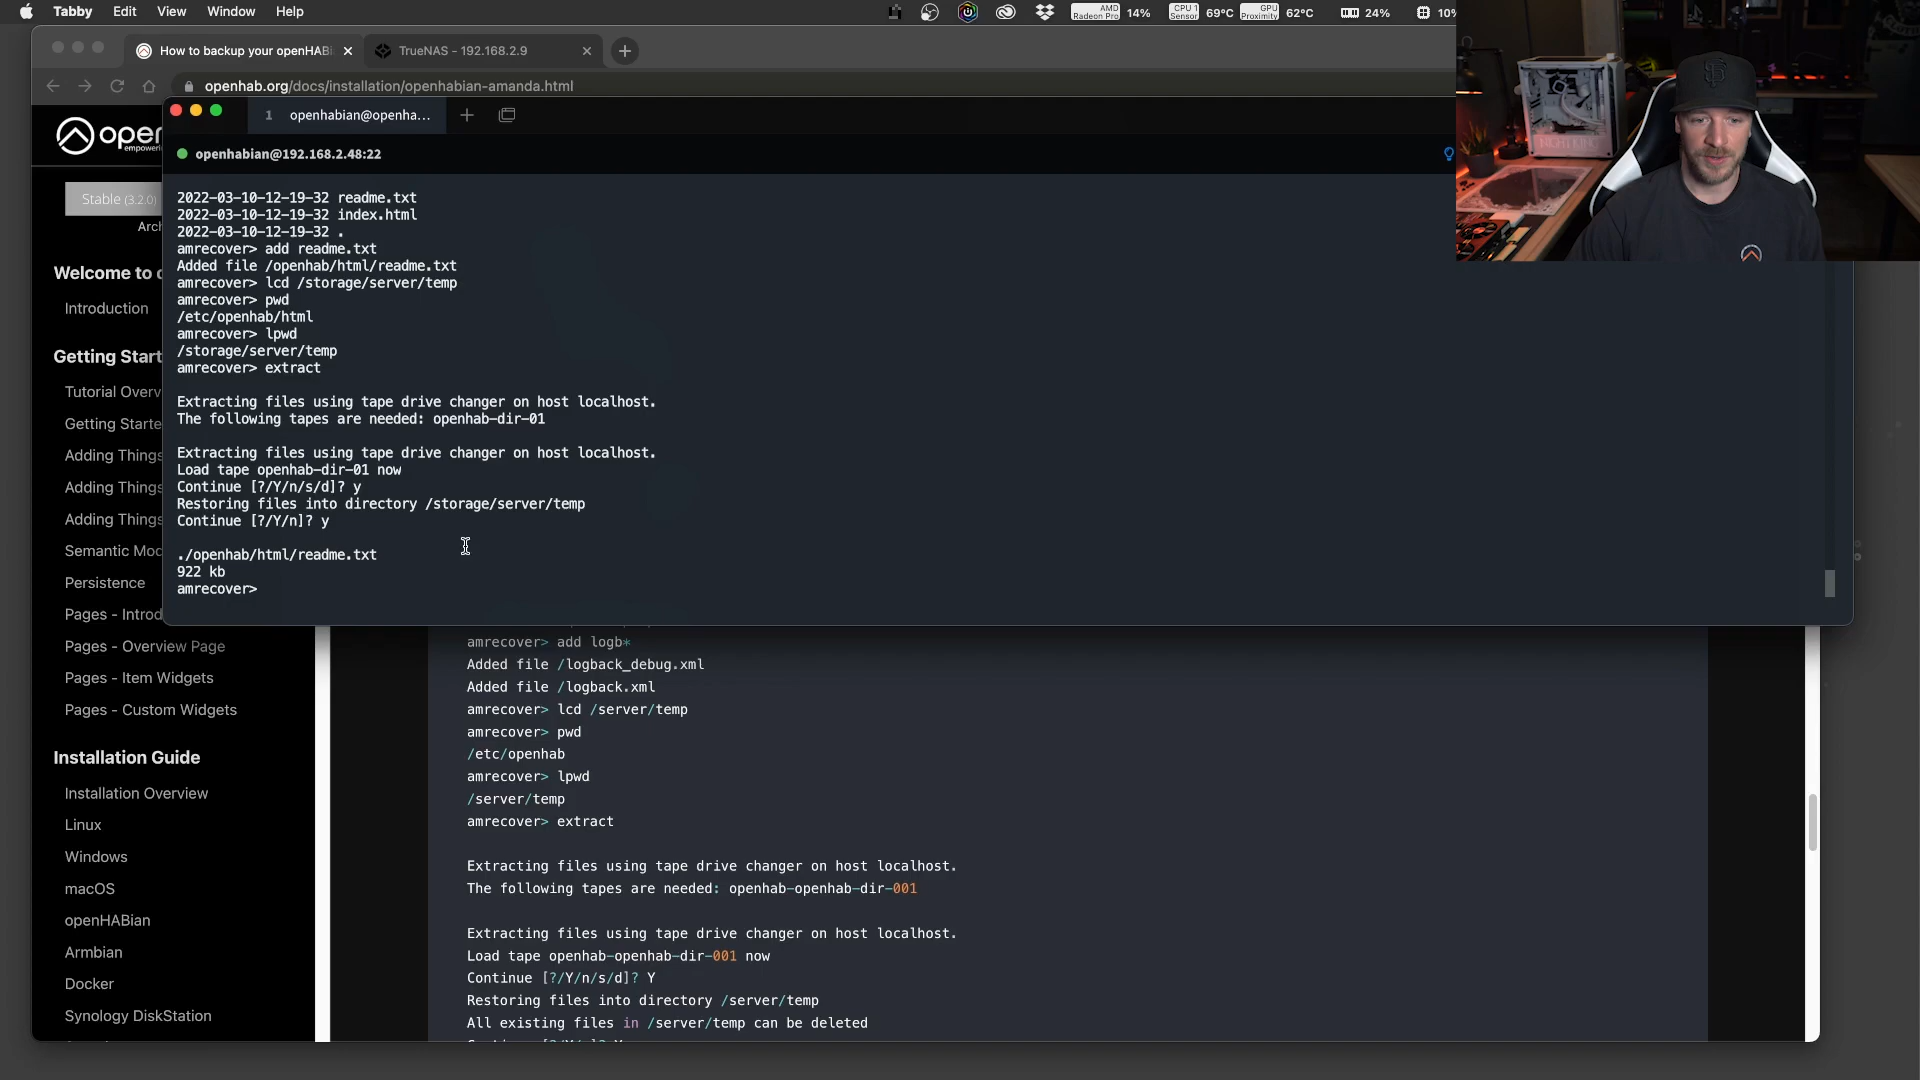 Tabby Edit View Window Help
AMD Radeon Pro 14% CPU 1 Sensor 69°C GPU Proximity 62°C 24% 10%
How to backup your openHAB
TrueNAS - 192.168.2.9
openhab.org/docs/installation/openhabian-amanda.html
1 openhabian@openha...
openhabian@192.168.2.48:22
open
Stable (3.2.0)
Arch
Welcome to o
Introduction
Getting Start
Tutorial Overv
Getting Starte
Adding Things
Adding Things
Adding Things
Semantic Mod
Persistence
Pages - Introd
Pages - Overview Page
Pages - Item Widgets
Pages - Custom Widgets
Installation Guide
Installation Overview
Linux
Windows
macOS
openHABian
Armbian
Docker
Synology DiskStation
2022-03-10-12-19-32 readme.txt
2022-03-10-12-19-32 index.html
2022-03-10-12-19-32 .
amrecover> add readme.txt
Added file /openhab/html/readme.txt
amrecover> lcd /storage/server/temp
amrecover> pwd
/etc/openhab/html
amrecover> lpwd
/storage/server/temp
amrecover> extract
Extracting files using tape drive changer on host localhost.
The following tapes are needed: openhab-dir-01
Extracting files using tape drive changer on host localhost.
Load tape openhab-dir-01 now
Continue [?/Y/n/s/d]? y
Restoring files into directory /storage/server/temp
Continue [?/Y/n]? y
./openhab/html/readme.txt
922 kb
amrecover>
amrecover> add logb*
Added file /logback_debug.xml
Added file /logback.xml
amrecover> lcd /server/temp
amrecover> pwd
/etc/openhab
amrecover> lpwd
/server/temp
amrecover> extract
Extracting files using tape drive changer on host localhost.
The following tapes are needed: openhab-openhab-dir-001
Extracting files using tape drive changer on host localhost.
Load tape openhab-openhab-dir-001 now
Continue [?/Y/n/s/d]? Y
Restoring files into directory /server/temp
All existing files in /server/temp can be deleted